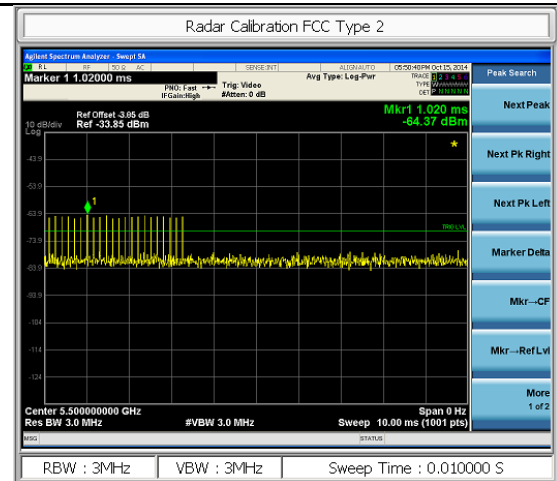 Radar Calibration FCC Type 2
Agilent Spectrum Analyzer - Swept SA
RL RF 50 Ω AC SENSE:INT ALIGNAUTO 05:50:48PM Oct 15, 2014
Marker 1 1.02000 ms Avg Type: Log-Pwr TRACE 1 2 3 4 5 6
PNO: Fast Trig: Video TYPE
IFGain:High #Atten: 0 dB DET P N N N N N
Peak Search
Mkr1 1.020 ms
Ref Offset -3.85 dB
10 dB/div Ref -33.85 dBm -64.37 dBm
Log
Next Peak
-43.9
Next Pk Right
-53.9
1
Next Pk Left
-63.9
TRIG LVL
-73.9
Marker Delta
-83.9
-93.9
Mkr→CF
-104
-114
Mkr→Ref Lvl
-124
More
1 of 2
Center 5.500000000 GHz Span 0 Hz
Res BW 3.0 MHz #VBW 3.0 MHz Sweep 10.00 ms (1001 pts)
MSG STATUS
RBW : 3MHz VBW : 3MHz Sweep Time : 0.010000 S